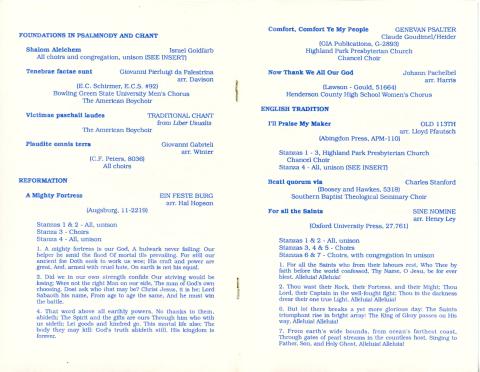 FOUNDATIONS IN PSALMNODY AND CHANT
Shalom Aleichem Israel Goldfarb
All choirs and congregation, unison (SEE INSERT)
Tenebrae factae sunt Giovanni Pierluigi da Palestrina
arr. Davison
(E.C. Schirmer, E.C.S. #92)
Bowling Green State University Men's Chorus
The American Boychoir
Victimae paschali laudes TRADITIONAL CHANT
from Liber Usualis
The American Boychoir
Plaudite omnis terra Giovanni Gabrieli
arr. Winter
(C.F. Peters, 8036)
All choirs
REFORMATION
A Mighty Fortress EIN FESTE BURG
arr. Hal Hopson
(Augsburg, 11-2219)
Stanzas 1 & 2 - All, unison
Stanza 3 - Choirs
Stanza 4 - All, unison
1. A mighty fortress is our God, A bulwark never failing; Our
helper he amid the flood Of mortal ills prevailing. For still our
ancient foe Doth seek to work us woe; His craft and power are
great, And, armed with cruel hate, On earth is not his equal.
2. Did we in our own strength confide Our striving would be
losing; Were not the right Man on our side, The man of God's own
choosing. Dost ask who that may be? Christ Jesus, it is he; Lord
Sabaoth his name, From age to age the same, And he must win
the battle.
4. That word above all earthly powers, No thanks to them,
abideth; The Spirit and the gifts are ours Through him who with
us sideth; Let goods and kindred go. This mortal life also; The
body they may kill: God's truth abideth still, His kingdom is
forever.
Comfort, Comfort Ye My People GENEVAN PSALTER
Claude Goudimel/Heider
(GIA Publications, G-2893)
Highland Park Presbyterian Church
Chancel Choir
Now Thank We All Our God Johann Pachelbel
arr. Harris
(Lawson - Gould, 51664)
Henderson County High School Women's Chorus
ENGLISH TRADITION
I'll Praise My Maker OLD 113TH
arr. Lloyd Pfautsch
(Abingdon Press, APM-110)
Stanzas 1 - 3, Highland Park Presbyterian Church
Chancel Choir
Stanza 4 - All, unison (SEE INSERT)
Beati quorum via Charles Stanford
(Boosey and Hawkes, 5318)
Southern Baptist Theological Seminary Choir
For all the Saints SINE NOMINE
arr. Henry Ley
(Oxford University Press, 27.761)
Stanzas 1 & 2 - All, unison
Stanzas 3, 4 & 5 - Choirs
Stanzas 6 & 7 - Choirs, with congregation in unison
1. For all the Saints who from their labours rest, Who Thee by
faith before the world confessed, Thy Name, O Jesu, be for ever
blest. Alleluia! Alleluia!
2. Thou wast their Rock, their Fortress, and their Might; Thou
Lord, their Captain in the well-fought fight; Thou in the darkness
drear their one true Light. Alleluia! Alleluia!
6. But lo! there breaks a yet more glorious day; The Saints
triumphant rise in bright array; The King of Glory passes on His
way. Alleluia! Alleluia!
7. From earth's wide bounds, from ocean's farthest coast,
Through gates of pearl streams in the countless host, Singing to
Father, Son, and Holy Ghost, Alleluia! Alleluia!